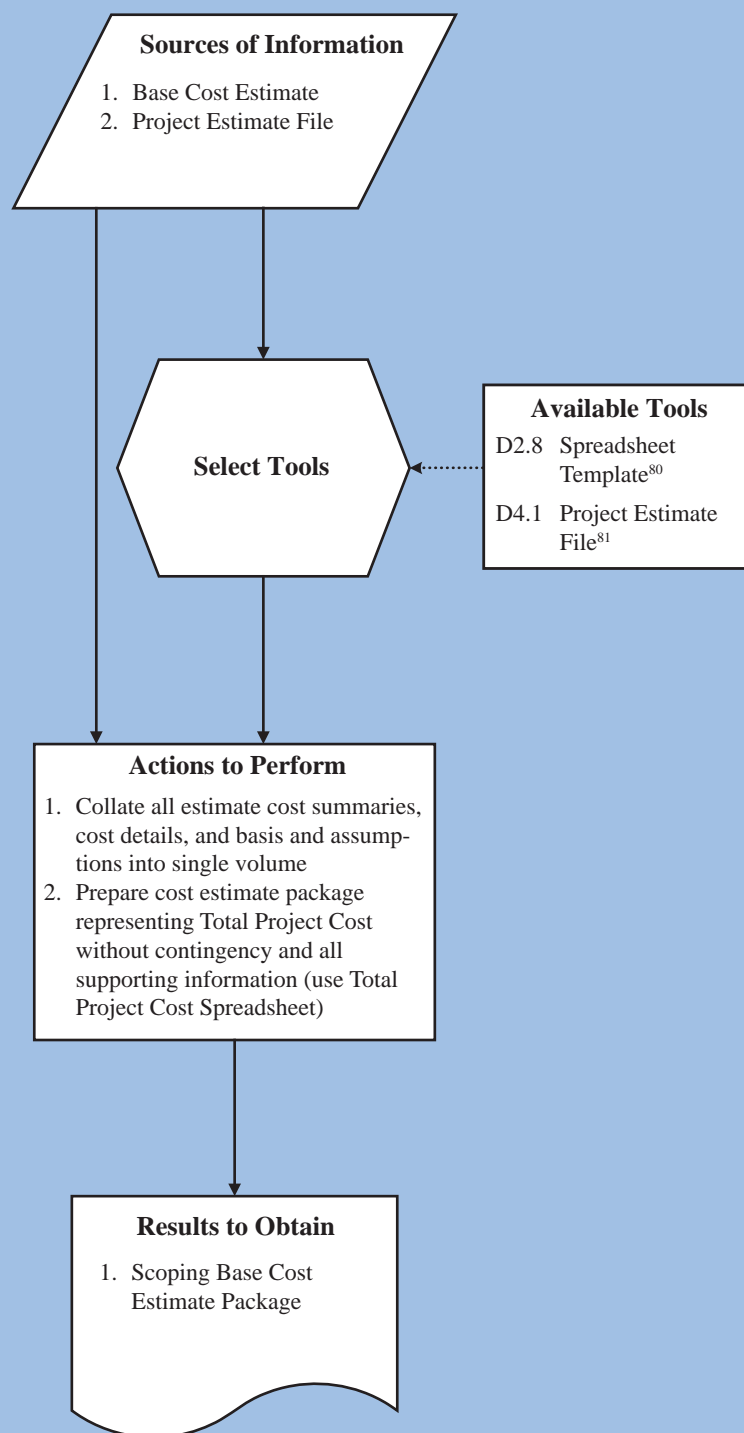 Sources of Information
1. Base Cost Estimate
2. Project Estimate File
Select Tools
Available Tools
D2.8 Spreadsheet
Template80
D4.1 Project Estimate
File81
Actions to Perform
1. Collate all estimate cost summaries,
cost details, and basis and assump-
tions into single volume
2. Prepare cost estimate package
representing Total Project Cost
without contingency and all
supporting information (use Total
Project Cost Spreadsheet)
Results to Obtain
1. Scoping Base Cost
Estimate Package